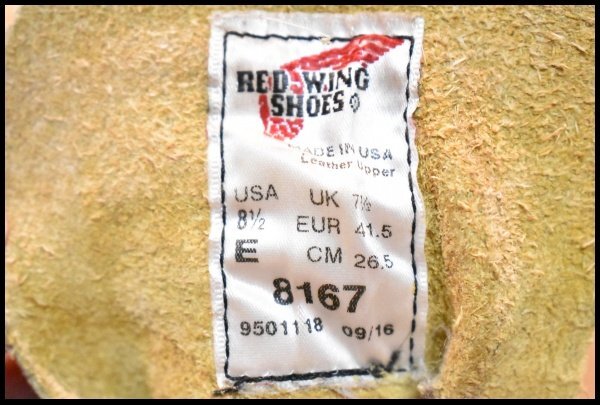 RED WING
SHOES
MADE IN USA
Leather Upper
USA UK 7½
8½ EUR 41.5
E CM 26.5
8167
9501118 09/16